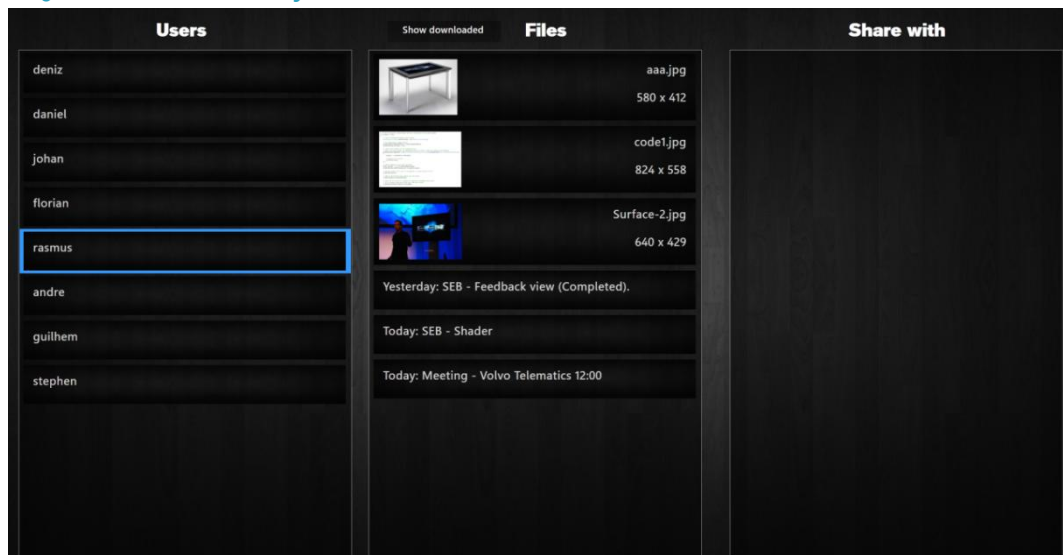 Users
deniz
daniel
johan
florian
rasmus
andre
guilhem
stephen
Show downloaded
Files
aaa.jpg
580 x 412
code1.jpg
824 x 558
Surface-2.jpg
640 x 429
Yesterday: SEB - Feedback view (Completed).
Today: SEB - Shader
Today: Meeting - Volvo Telematics 12:00
Share with